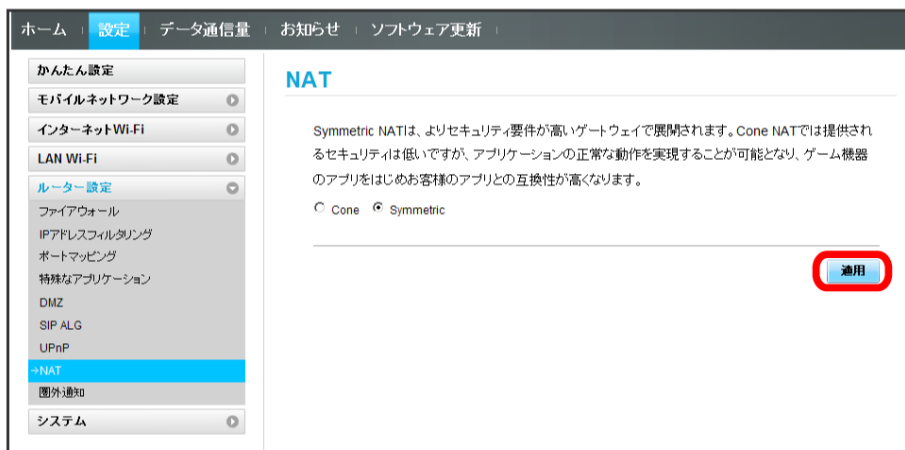 ホーム 設定 データ通信量 お知らせ ソフトウェア更新
かんたん設定
モバイルネットワーク設定
インターネットWi-Fi
LAN Wi-Fi
ルーター設定
ファイアウォール
IPアドレスフィルタリング
ポートマッピング
特殊なアプリケーション
DMZ
SIP ALG
UPnP
→NAT
圏外通知
システム
NAT
Symmetric NATは、よりセキュリティ要件が高いゲートウェイで展開されます。Cone NATでは提供され
るセキュリティは低いですが、アプリケーションの正常な動作を実現することが可能となり、ゲーム機器
のアプリをはじめお客様のアプリとの互換性が高くなります。
Cone Symmetric
適用